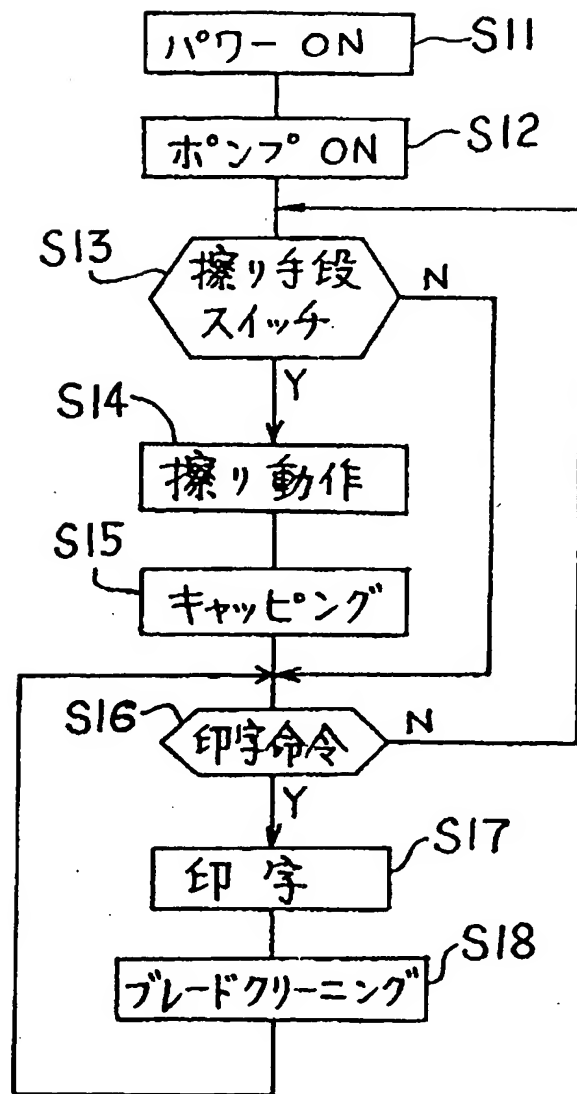 パワー ON
S11
ポンプ ON
S12
S13
擦り手段
スイッチ
N
Y
S14
擦り動作
S15
キャッピング
S16
印字命令
N
Y
印字
S17
ブレードクリーニング
S18